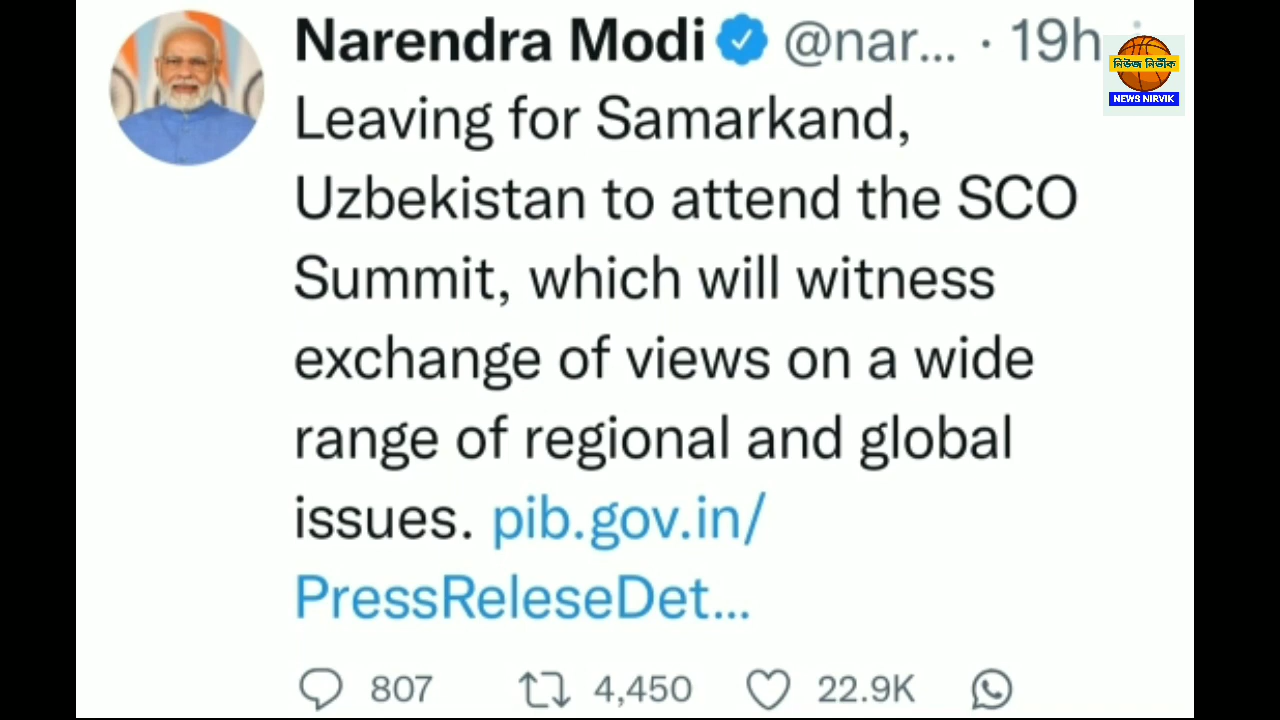 Narendra Modi @nar... · 19h
নিউজ নির্ভীক
NEWS NIRVIK
Leaving for Samarkand,
Uzbekistan to attend the SCO
Summit, which will witness
exchange of views on a wide
range of regional and global
issues. pib.gov.in/
PressReleseDet...
807 4,450 22.9K